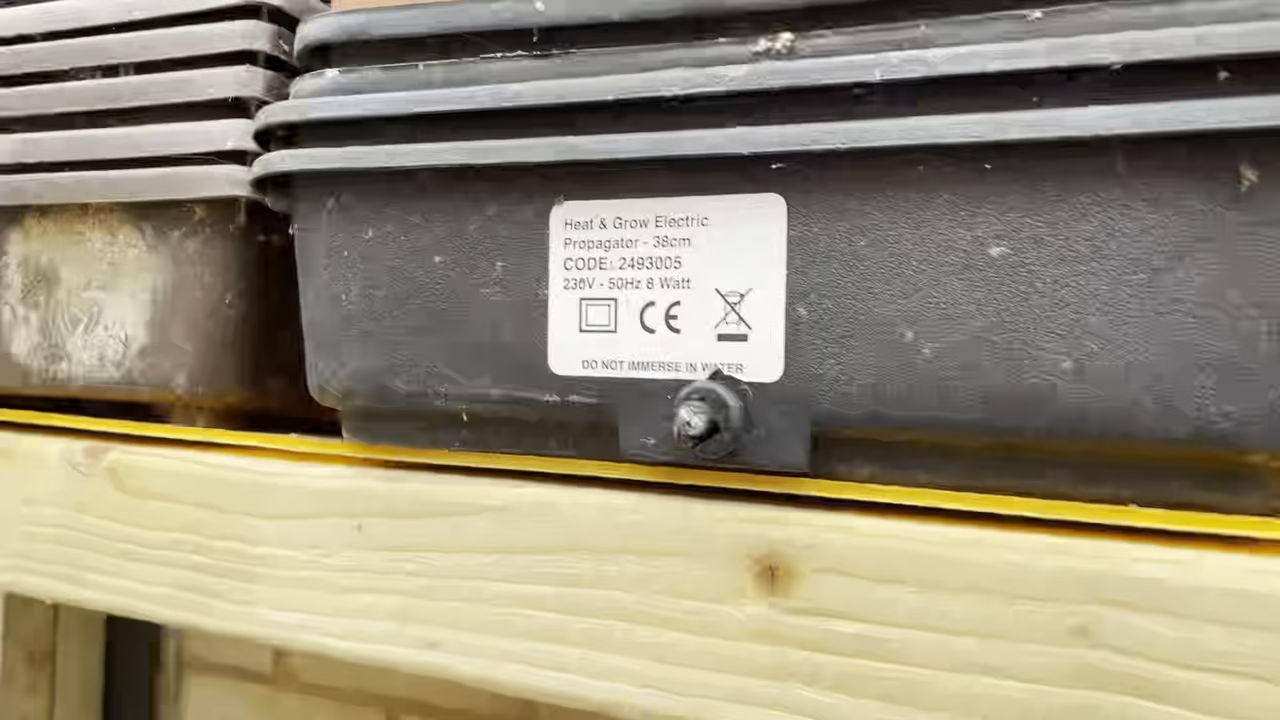 Heat & Grow Electric
Propagator - 38cm
CODE: 2493005
230V - 50Hz 8 Watt
CE
DO NOT IMMERSE IN WATER